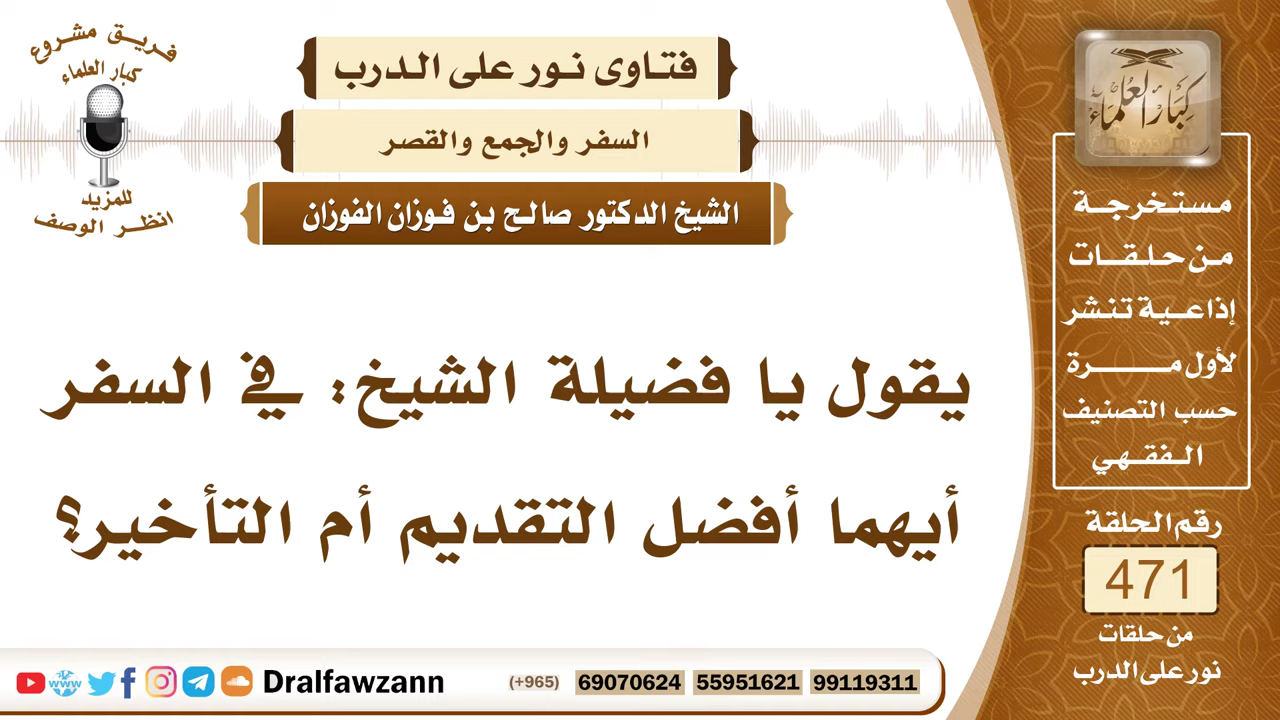 فتاوى نور على الدرب
السفر والجمع والقصر
الشيخ الدكتور صالح بن فوزان الفوزان
فريق مشروع
كبار العلماء
للمزيد
انظر الوصف
كبار العلماء
مستخرجة
من حلقات
إذاعية تنشر
لأول مرة
حسب التصنيف
الفقهي
رقم الحلقة
471
من حلقات
نور على الدرب
يقول يا فضيلة الشيخ: في السفر
أيهما أفضل التقديم أم التأخير؟
www Dralfawzann (+965) 69070624 55951621 99119311